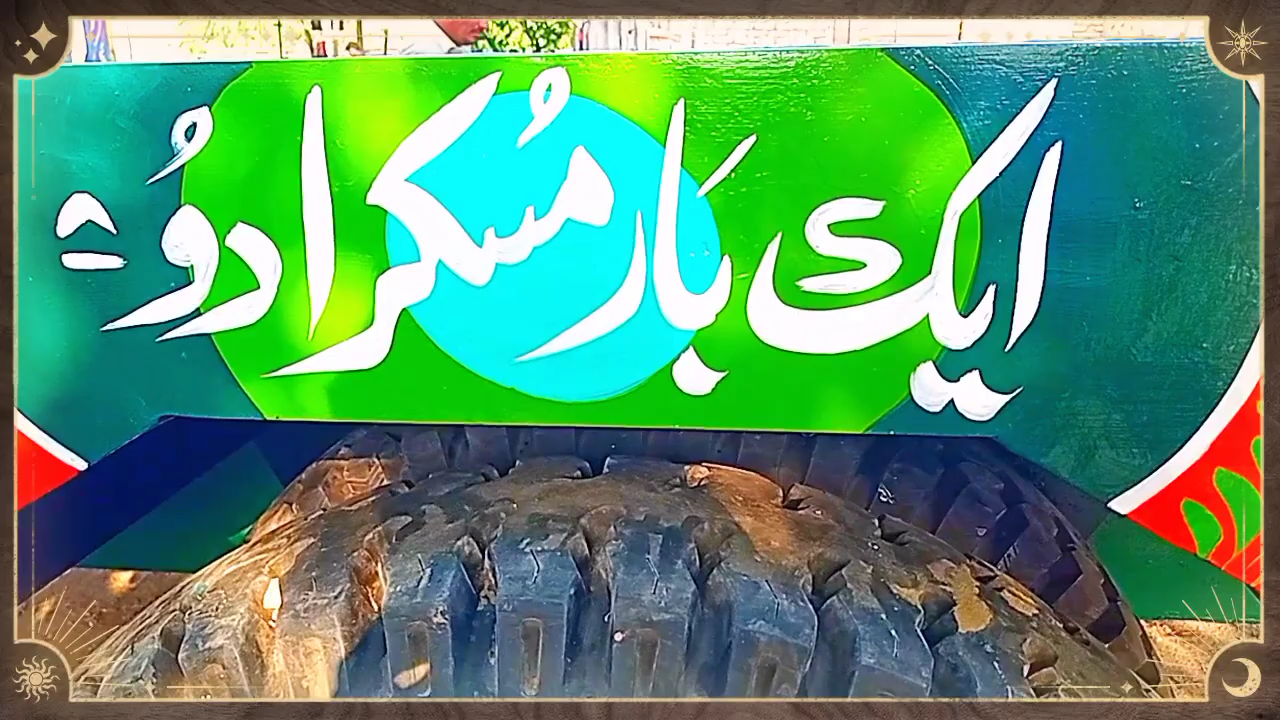 ایک بار مُسکرا دوُ ۔